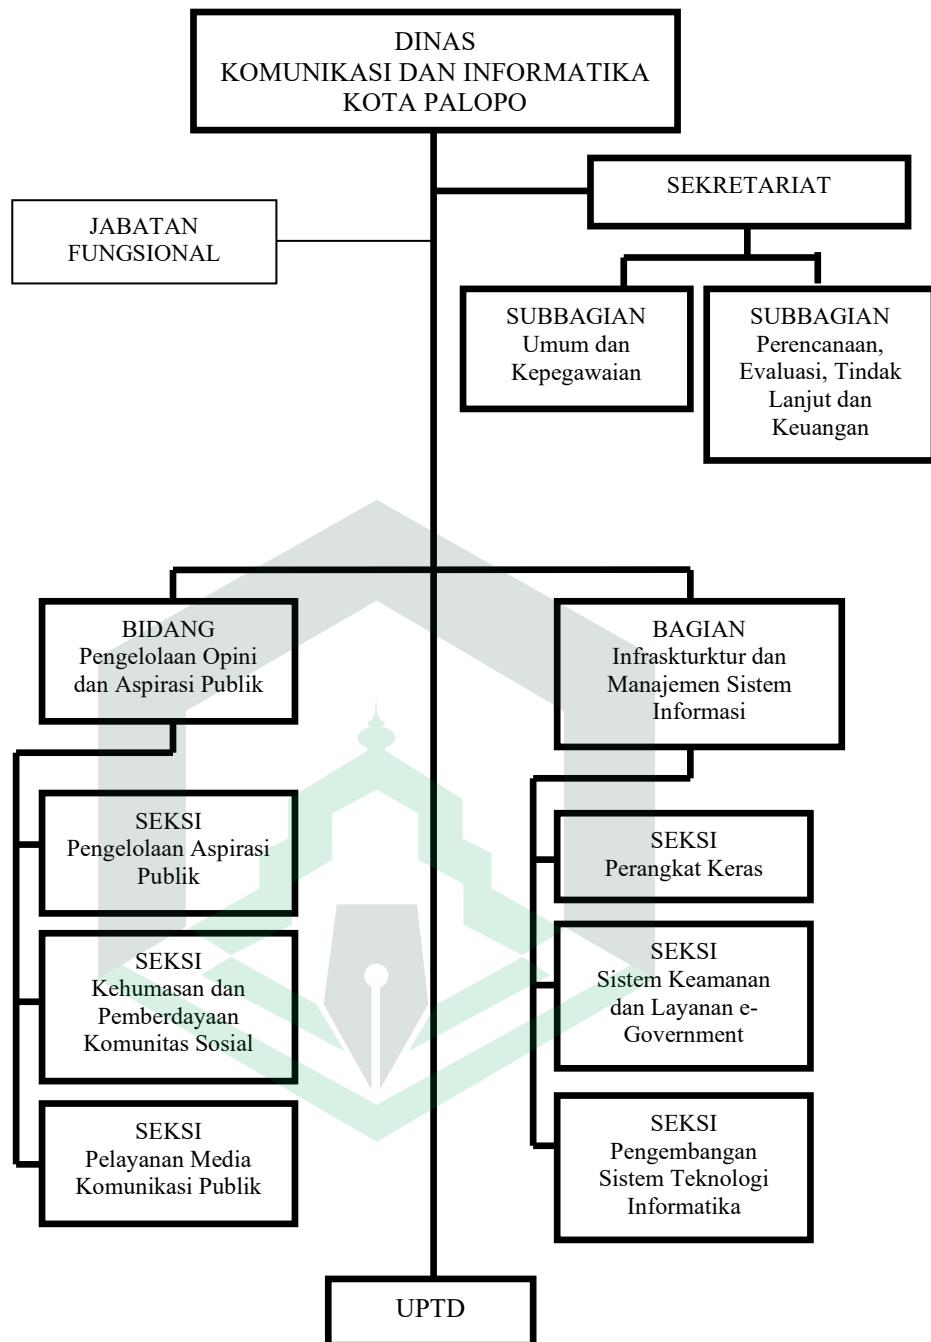 DINAS
KOMUNIKASI DAN INFORMATIKA
KOTA PALOPO
SEKRETARIAT
JABATAN
FUNGSIONAL
SUBBAGIAN
Umum dan
Kepegawaian
SUBBAGIAN
Perencanaan,
Evaluasi, Tindak
Lanjut dan
Keuangan
BIDANG
Pengelolaan Opini
dan Aspirasi Publik
SEKSI
Pengelolaan Aspirasi
Publik
SEKSI
Kehumasan dan
Pemberdayaan
Komunitas Sosial
SEKSI
Pelayanan Media
Komunikasi Publik
BAGIAN
Infraskturktur dan
Manajemen Sistem
Informasi
SEKSI
Perangkat Keras
SEKSI
Sistem Keamanan
dan Layanan e-
Government
SEKSI
Pengembangan
Sistem Teknologi
Informatika
UPTD